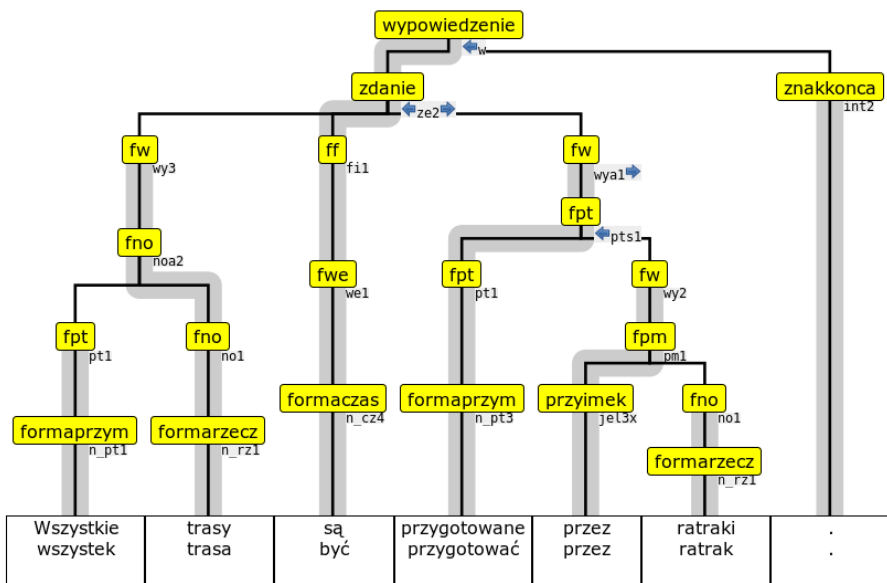 wypowiedzenie
w
zdanie
znakkonca
ze2
int2
fw
ff
fw
wy3
fi1
wya1
fpt
fno
pts1
noa2
fwe
fpt
fw
we1
pt1
wy2
fpt
fno
fpm
pt1
no1
pm1
formaczas
formaprzym
przyimek
fno
n_cz4
n_pt3
jel3x
no1
formaprzym
formarzecz
n_pt1
n_rz1
formarzecz
n_rz1
Wszystkie trasy są przygotowane przez ratraki .
wszystek trasa być przygotować przez ratrak .